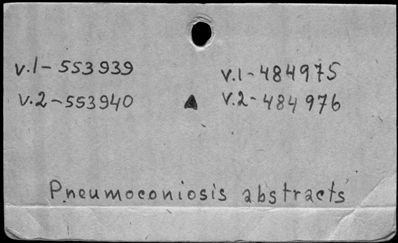 v.1-553939 v.1-484975
v.2-553940 v.2-484976
Pneumoconiosis abstracts